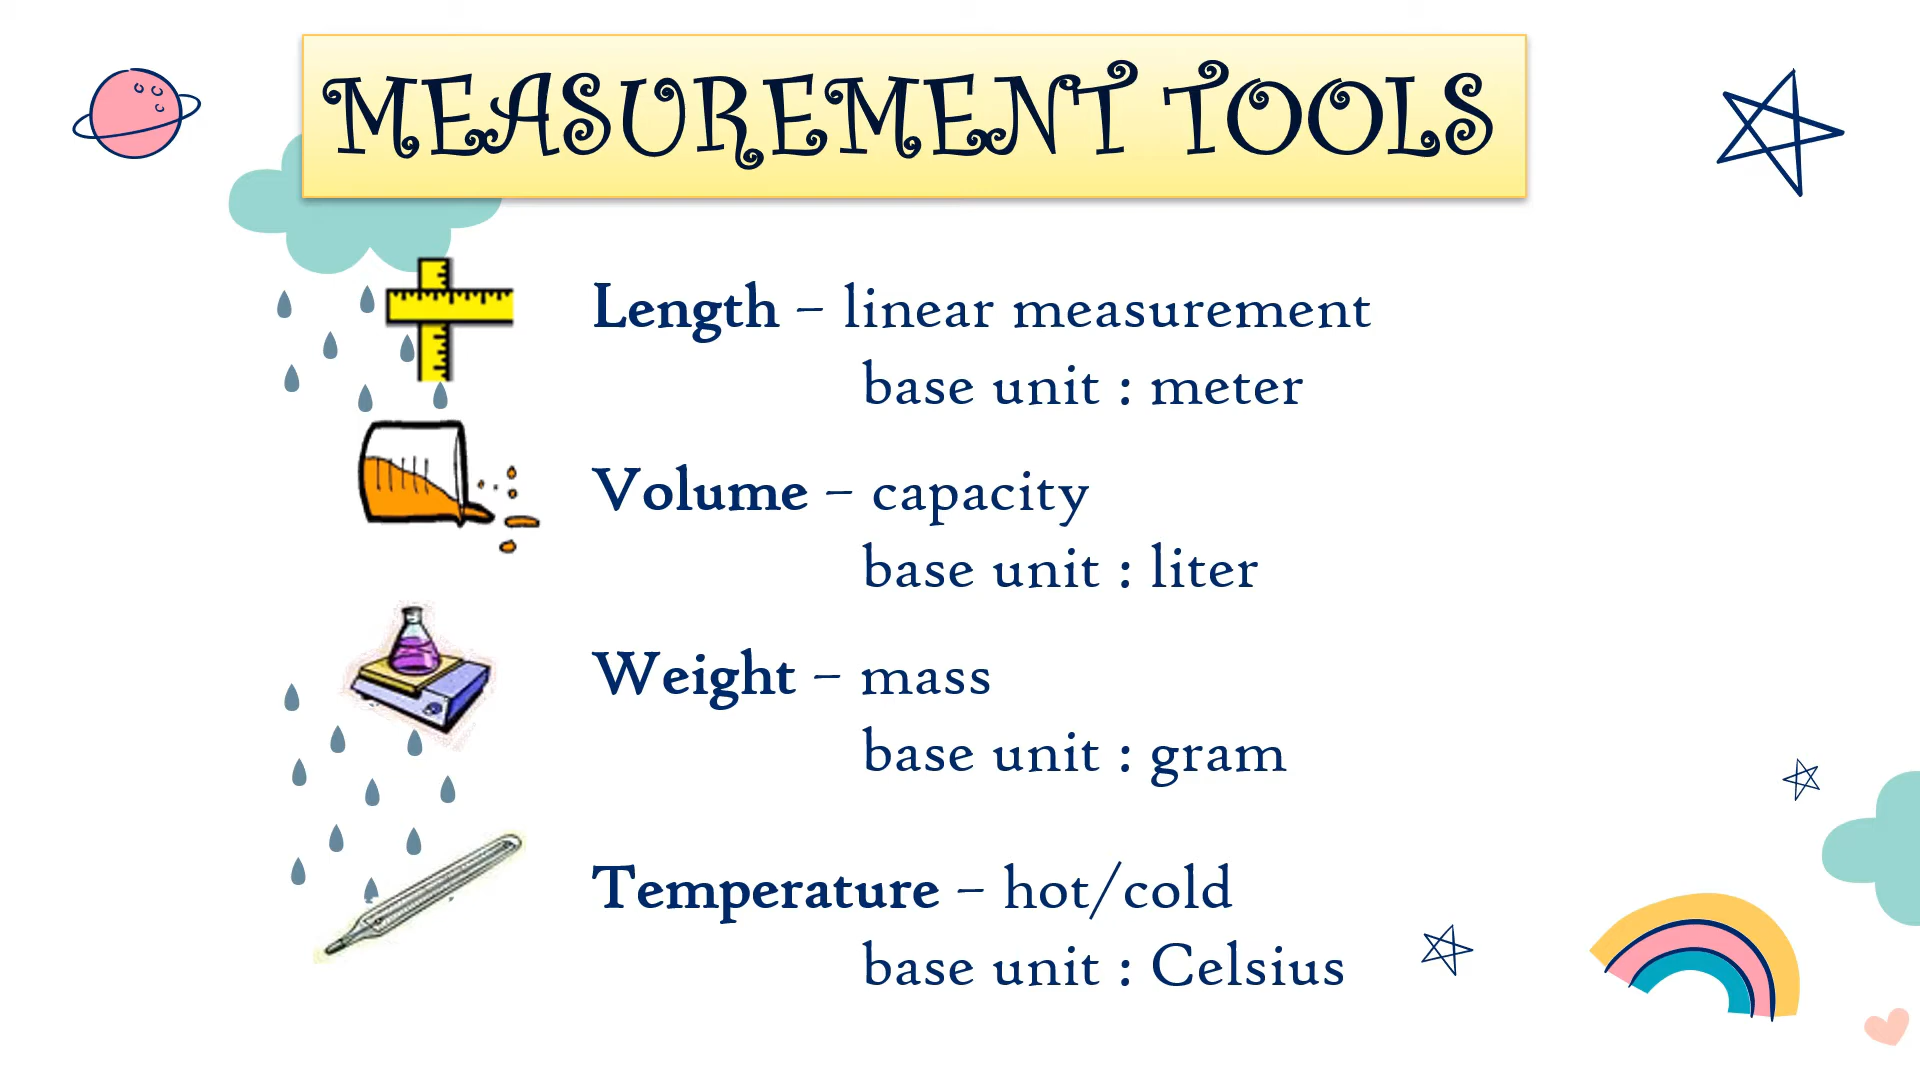 MEASUREMENT TOOLS
Length – linear measurement
base unit : meter
Volume – capacity
base unit : liter
Weight – mass
base unit : gram
Temperature – hot/cold
base unit : Celsius